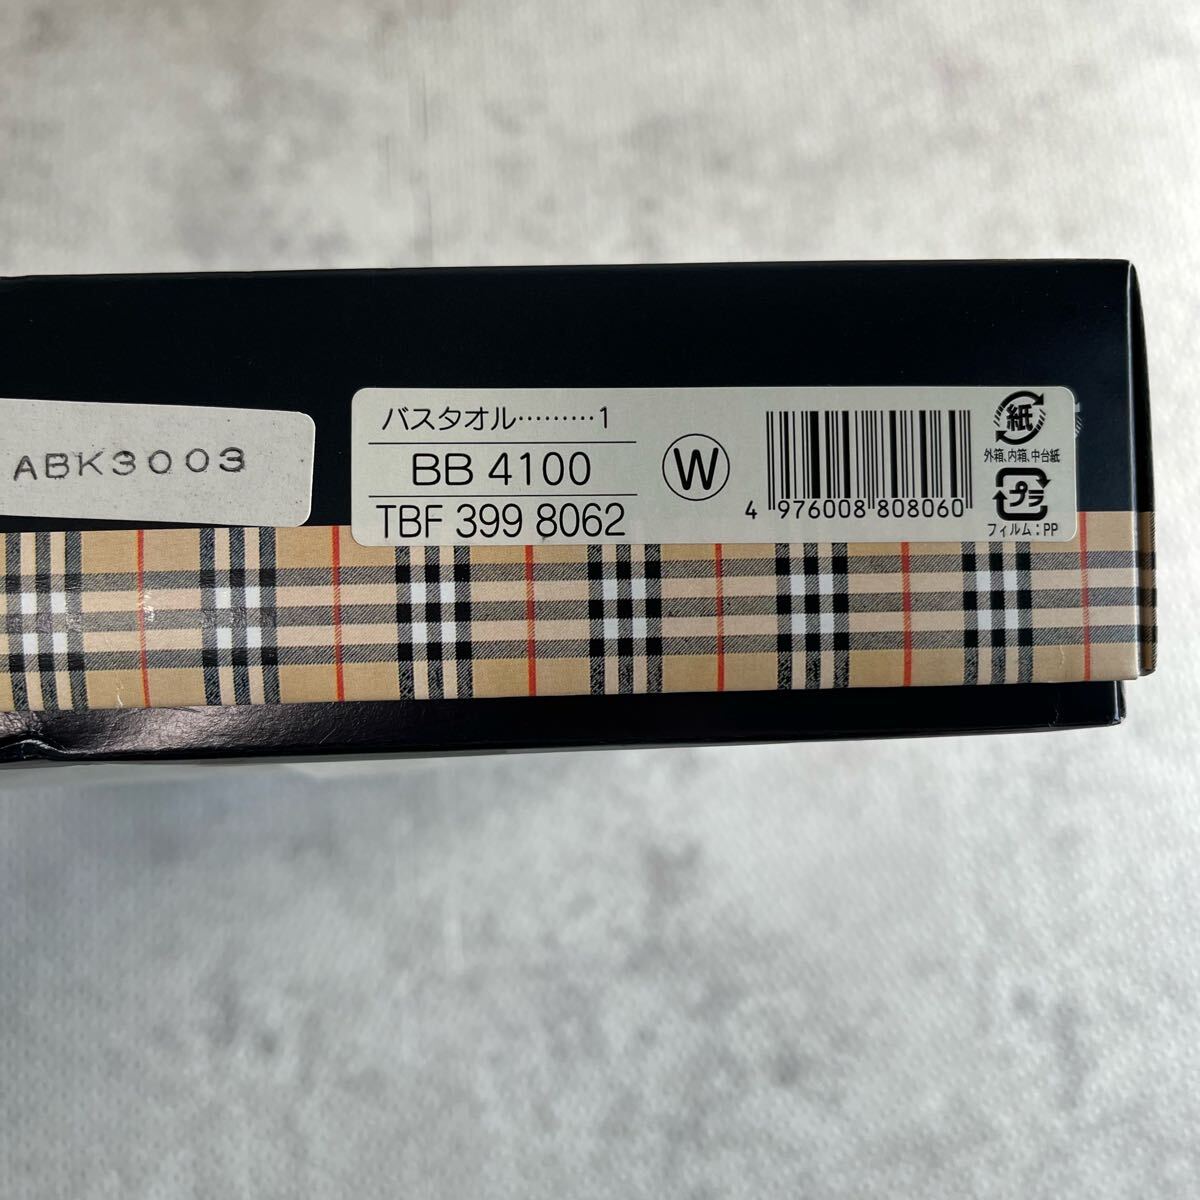 ABK3003
バスタオル………1
BB 4100
TBF 399 8062
W
4 976008 808060
紙
外箱、内箱、中台紙
プラ
フィルム：PP